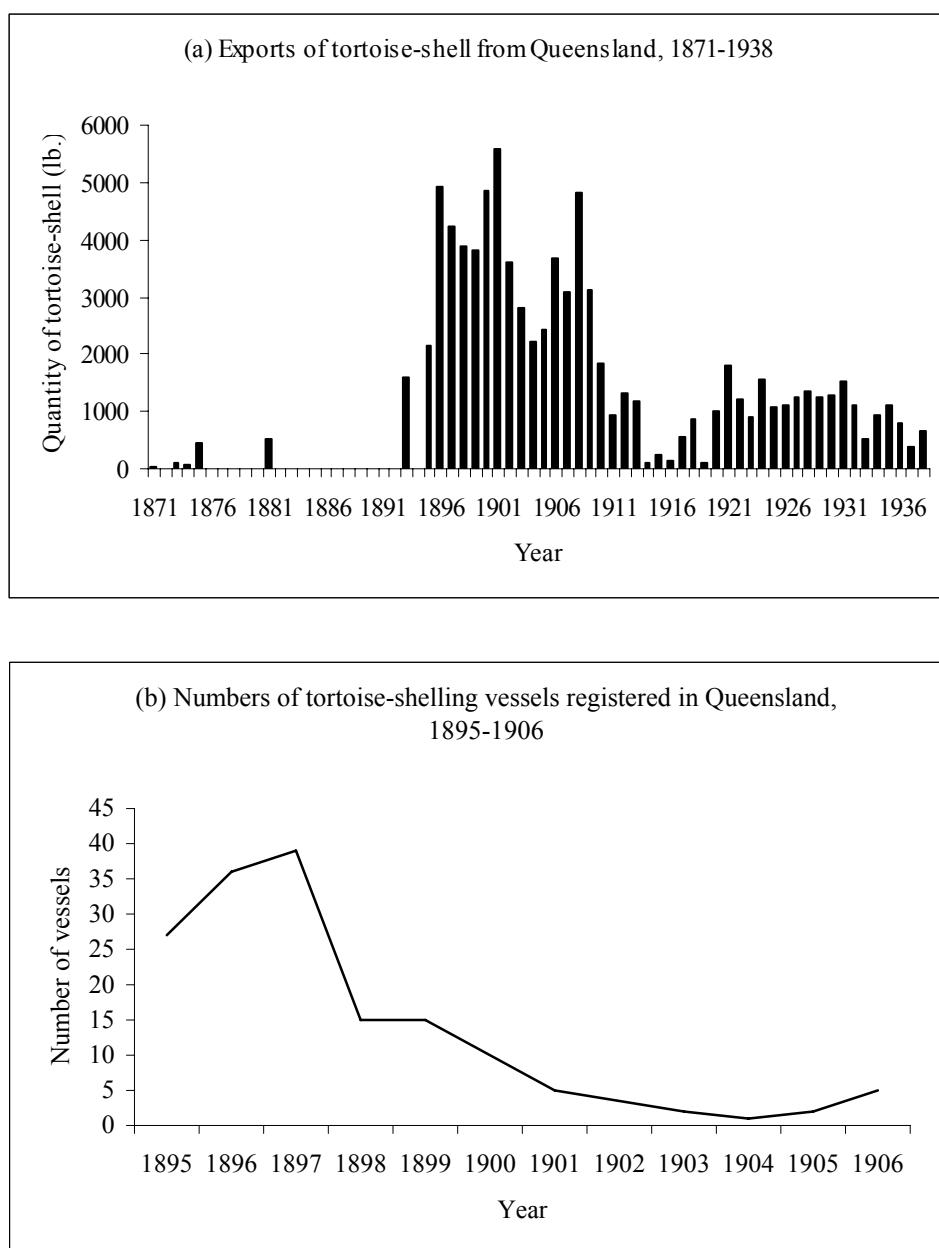 (a) Exports of tortoise-shell from Queensland, 1871-1938
Quantity of tortoise-shell (lb.)
6000
5000
4000
3000
2000
1000
0
1871 1876 1881 1886 1891 1896 1901 1906 1911 1916 1921 1926 1931 1936
Year
(b) Numbers of tortoise-shelling vessels registered in Queensland,
1895-1906
Number of vessels
45
40
35
30
25
20
15
10
5
0
1895 1896 1897 1898 1899 1900 1901 1902 1903 1904 1905 1906
Year